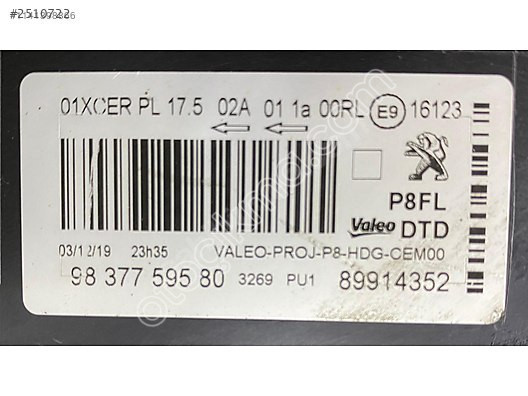 #2510722
01XCER PL 17.5 02A 01 1a 00RL E9 16123
P8FL
Valeo DTD
03/12/19 23h35 VALEO-PROJ-P8-HDG-CEM00
98 377 595 80 3269 PU1 89914352